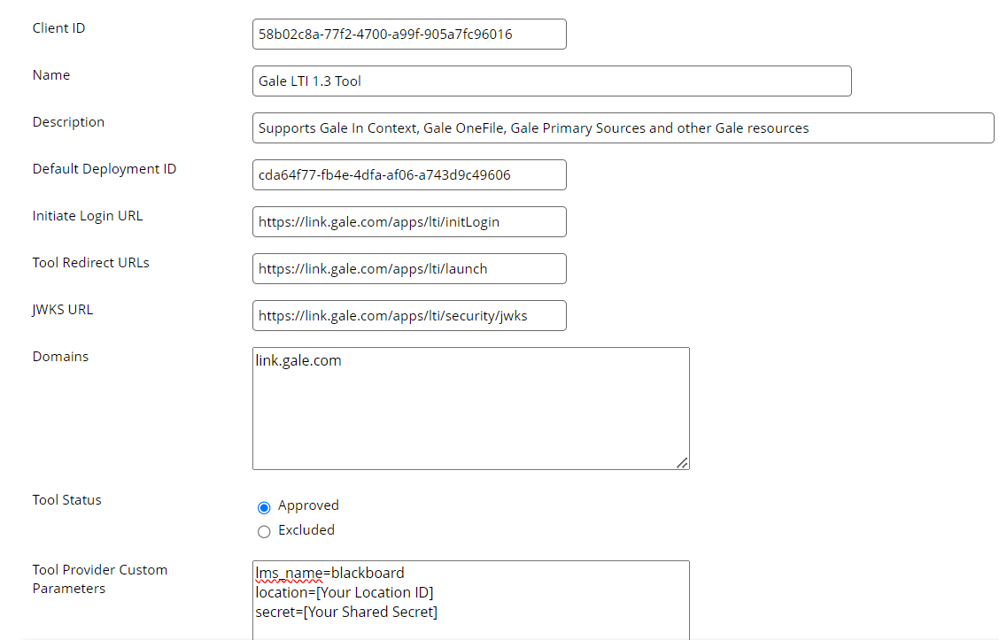 Client ID
58b02c8a-77f2-4700-a99f-905a7fc96016
Name
Gale LTI 1.3 Tool
Description
Supports Gale In Context, Gale OneFile, Gale Primary Sources and other Gale resources
Default Deployment ID
cda64f77-fb4e-4dfa-af06-a743d9c49606
Initiate Login URL
https://link.gale.com/apps/lti/initLogin
Tool Redirect URLs
https://link.gale.com/apps/lti/launch
JWKS URL
https://link.gale.com/apps/lti/security/jwks
Domains
link.gale.com
Tool Status
Approved
Excluded
Tool Provider Custom
Parameters
lms_name=blackboard
location=[Your Location ID]
secret=[Your Shared Secret]